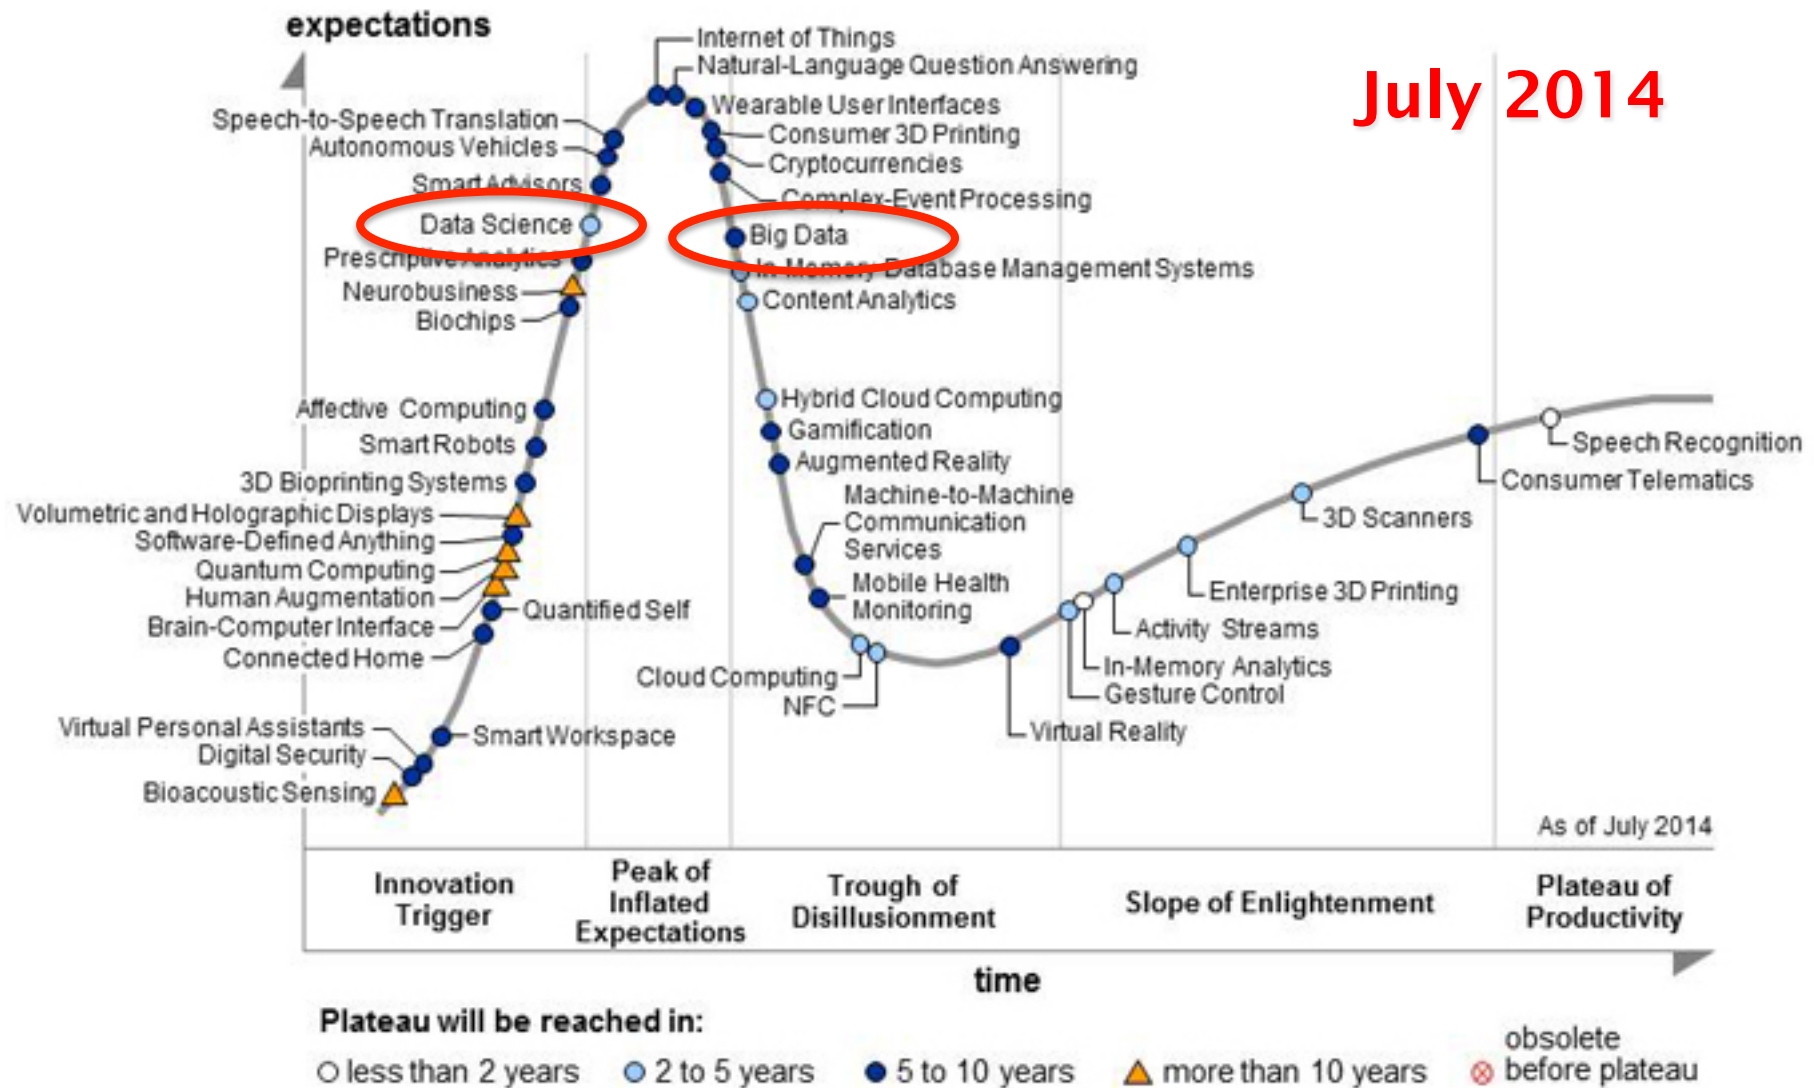 expectations
July 2014
Internet of Things
Natural-Language Question Answering
Wearable User Interfaces
Consumer 3D Printing
Cryptocurrencies
Complex-Event Processing
Big Data
In-Memory Database Management Systems
Content Analytics
Hybrid Cloud Computing
Gamification
Augmented Reality
Machine-to-Machine
Communication
Services
Mobile Health
Monitoring
Cloud Computing
NFC
Speech-to-Speech Translation
Autonomous Vehicles
Smart Advisors
Data Science
Prescriptive Analytics
Neurobusiness
Biochips
Affective Computing
Smart Robots
3D Bioprinting Systems
Volumetric and Holographic Displays
Software-Defined Anything
Quantum Computing
Human Augmentation
Brain-Computer Interface
Quantified Self
Connected Home
Virtual Personal Assistants
Smart Workspace
Digital Security
Bioacoustic Sensing
Speech Recognition
Consumer Telematics
3D Scanners
Enterprise 3D Printing
Activity Streams
In-Memory Analytics
Gesture Control
Virtual Reality
As of July 2014
Innovation
Trigger
Peak of
Inflated
Expectations
Trough of
Disillusionment
Slope of Enlightenment
Plateau of
Productivity
time
Plateau will be reached in:
less than 2 years
2 to 5 years
5 to 10 years
more than 10 years
obsolete
before plateau